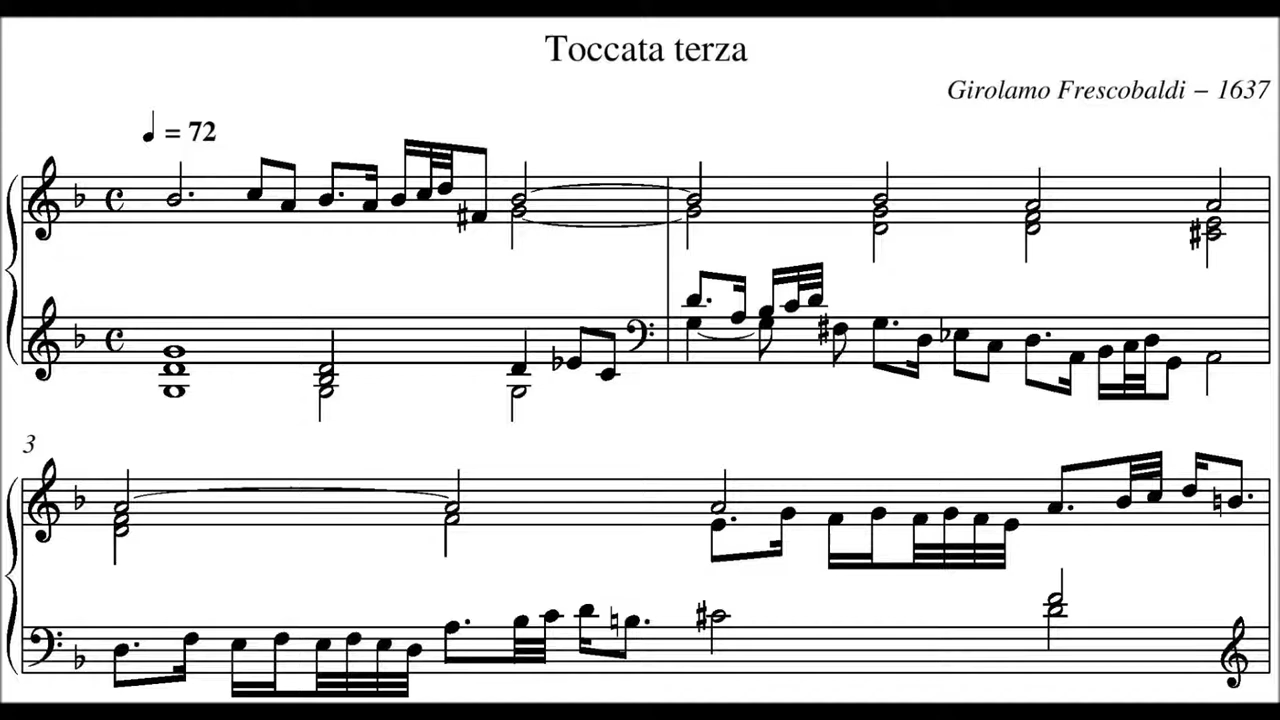 Toccata terza
Girolamo Frescobaldi – 1637
♩ = 72
3